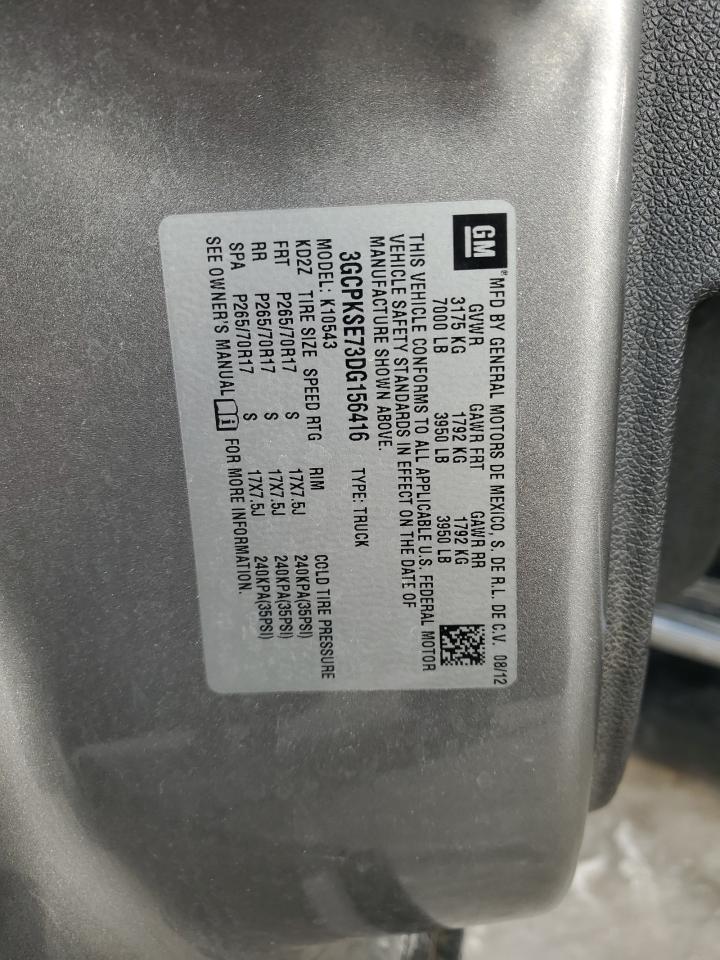 GM
® MFD BY GENERAL MOTORS DE MEXICO, S. DE R.L. DE C.V. 08/12
GVWR GAWR FRT GAWR RR
3175 KG 1792 KG 1792 KG
7000 LB 3950 LB 3950 LB
THIS VEHICLE CONFORMS TO ALL APPLICABLE U.S. FEDERAL MOTOR
VEHICLE SAFETY STANDARDS IN EFFECT ON THE DATE OF
MANUFACTURE SHOWN ABOVE.
3GCPKSE73DG156416 TYPE: TRUCK
MODEL: K10543
KD2Z TIRE SIZE SPEED RTG RIM COLD TIRE PRESSURE
FRT P265/70R17 S 17X7.5J 240KPA(35PSI)
RR P265/70R17 S 17X7.5J 240KPA(35PSI)
SPA P265/70R17 S 17X7.5J 240KPA(35PSI)
SEE OWNER'S MANUAL i FOR MORE INFORMATION.